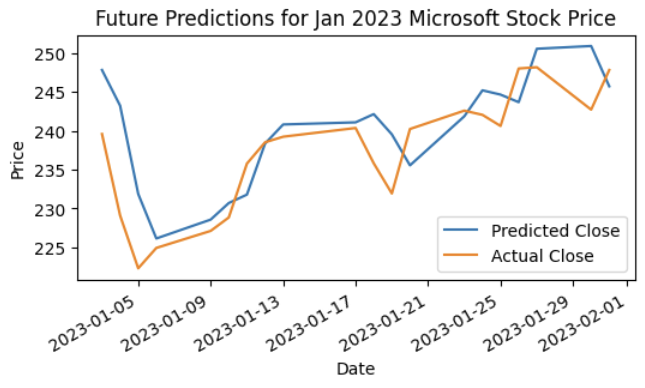 Future Predictions for Jan 2023 Microsoft Stock Price
250
245
240
235
230
225
Price
Predicted Close
Actual Close
2023-01-05
2023-01-09
2023-01-13
2023-01-17
2023-01-21
2023-01-25
2023-01-29
2023-02-01
Date